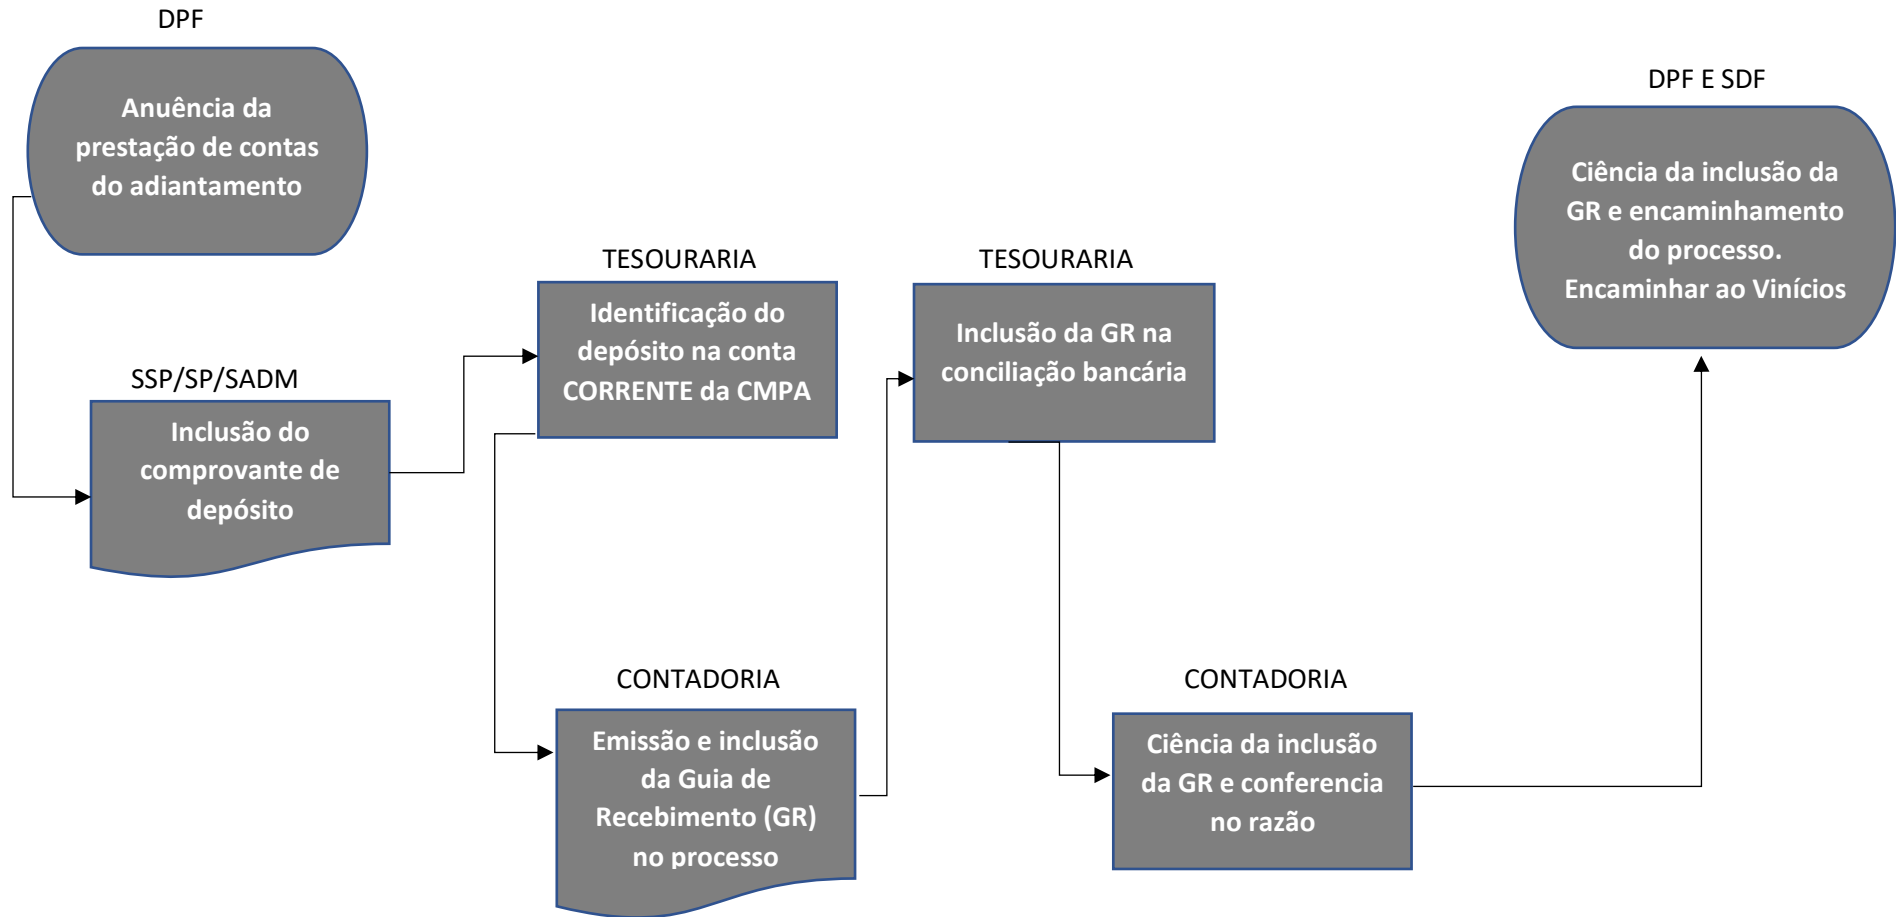 DPF
Anuência da
prestação de contas
do adiantamento
SSP/SP/SADM
Inclusão do
comprovante de
depósito
TESOURARIA
Identificação do
depósito na conta
CORRENTE da CMPA
CONTADORIA
Emissão e inclusão
da Guia de
Recebimento (GR)
no processo
TESOURARIA
Inclusão da GR na
conciliação bancária
CONTADORIA
Ciência da inclusão
da GR e conferencia
no razão
DPF E SDF
Ciência da inclusão da
GR e encaminhamento
do processo.
Encaminhar ao Vinícios